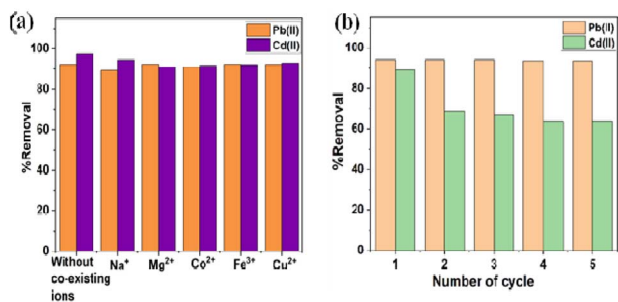 (a)
Pb(II)
Cd(II)
100
80
60
40
20
0
%Removal
Without
co-existing
ions
Na⁺
Mg²⁺
Co²⁺
Fe³⁺
Cu²⁺
(b)
Pb(II)
Cd(II)
120
100
80
60
40
20
0
%Removal
1 2 3 4 5
Number of cycle